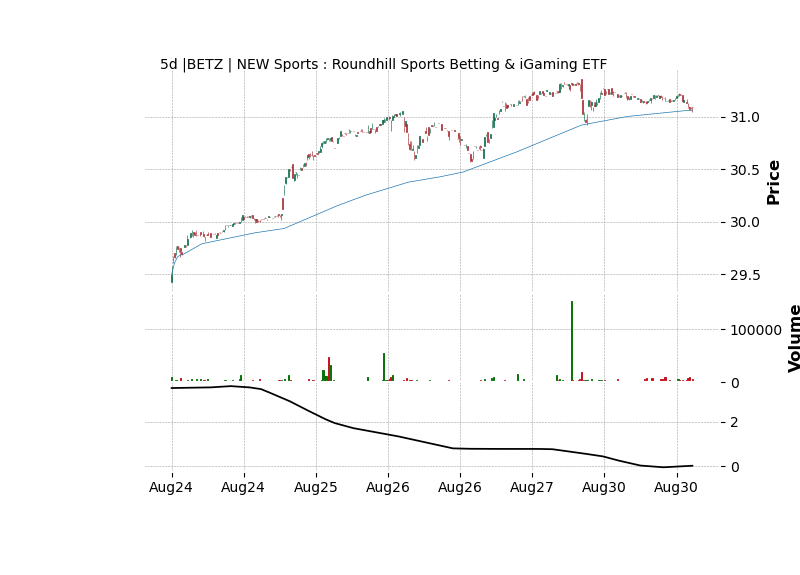 5d |BETZ | NEW Sports : Roundhill Sports Betting & iGaming ETF
31.0
30.5
30.0
29.5
Price
100000
0
Volume
2
0
Aug24 Aug24 Aug25 Aug26 Aug26 Aug27 Aug30 Aug30